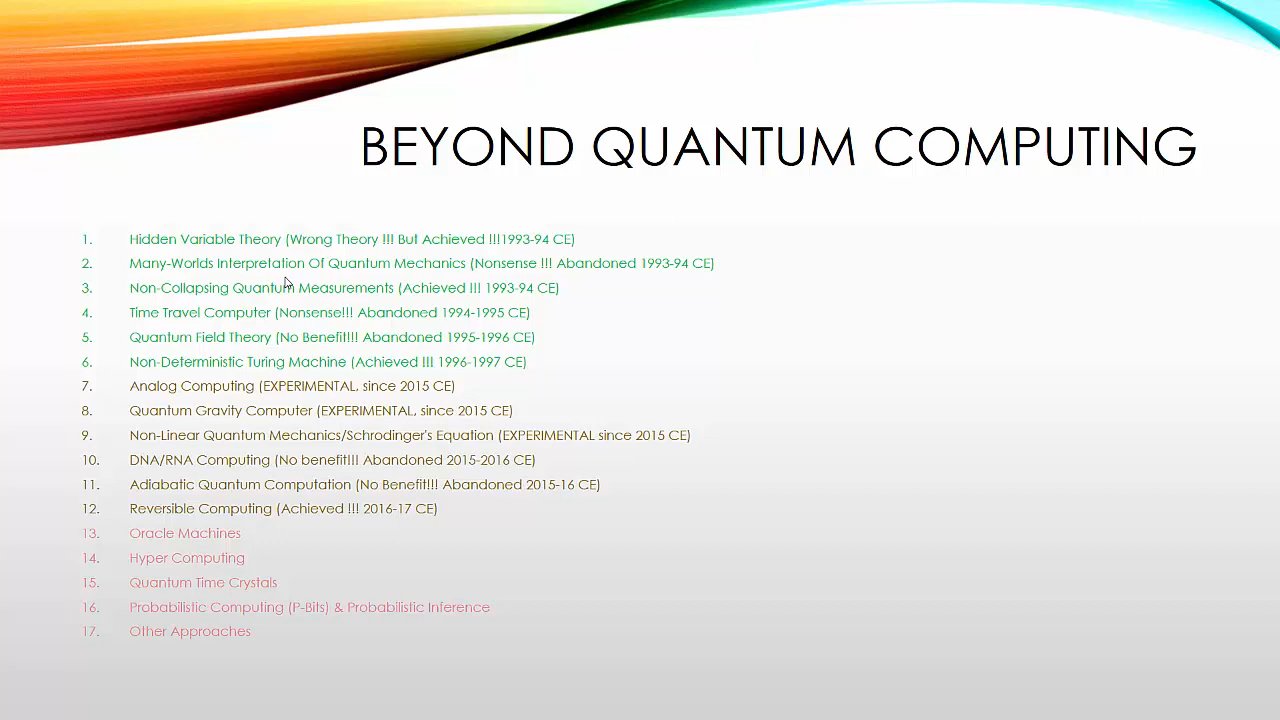 BEYOND QUANTUM COMPUTING
1. Hidden Variable Theory (Wrong Theory !!! But Achieved !!!1993-94 CE)
2. Many-Worlds Interpretation Of Quantum Mechanics (Nonsense !!! Abandoned 1993-94 CE)
3. Non-Collapsing Quantum Measurements (Achieved !!! 1993-94 CE)
4. Time Travel Computer (Nonsense!!! Abandoned 1994-1995 CE)
5. Quantum Field Theory (No Benefit!!! Abandoned 1995-1996 CE)
6. Non-Deterministic Turing Machine (Achieved !!! 1996-1997 CE)
7. Analog Computing (EXPERIMENTAL, since 2015 CE)
8. Quantum Gravity Computer (EXPERIMENTAL, since 2015 CE)
9. Non-Linear Quantum Mechanics/Schrodinger's Equation (EXPERIMENTAL since 2015 CE)
10. DNA/RNA Computing (No benefit!!! Abandoned 2015-2016 CE)
11. Adiabatic Quantum Computation (No Benefit!!! Abandoned 2015-16 CE)
12. Reversible Computing (Achieved !!! 2016-17 CE)
13. Oracle Machines
14. Hyper Computing
15. Quantum Time Crystals
16. Probabilistic Computing (P-Bits) & Probabilistic Inference
17. Other Approaches